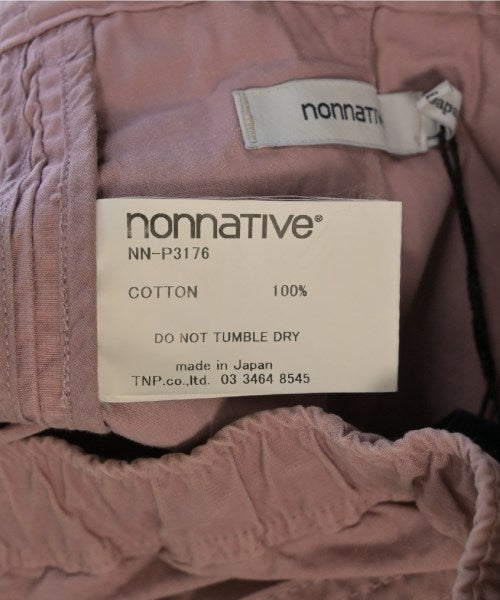 nonnative
japan
nonnative®
NN-P3176
COTTON 100%
DO NOT TUMBLE DRY
made in Japan
TNP.co.,ltd. 03 3464 8545